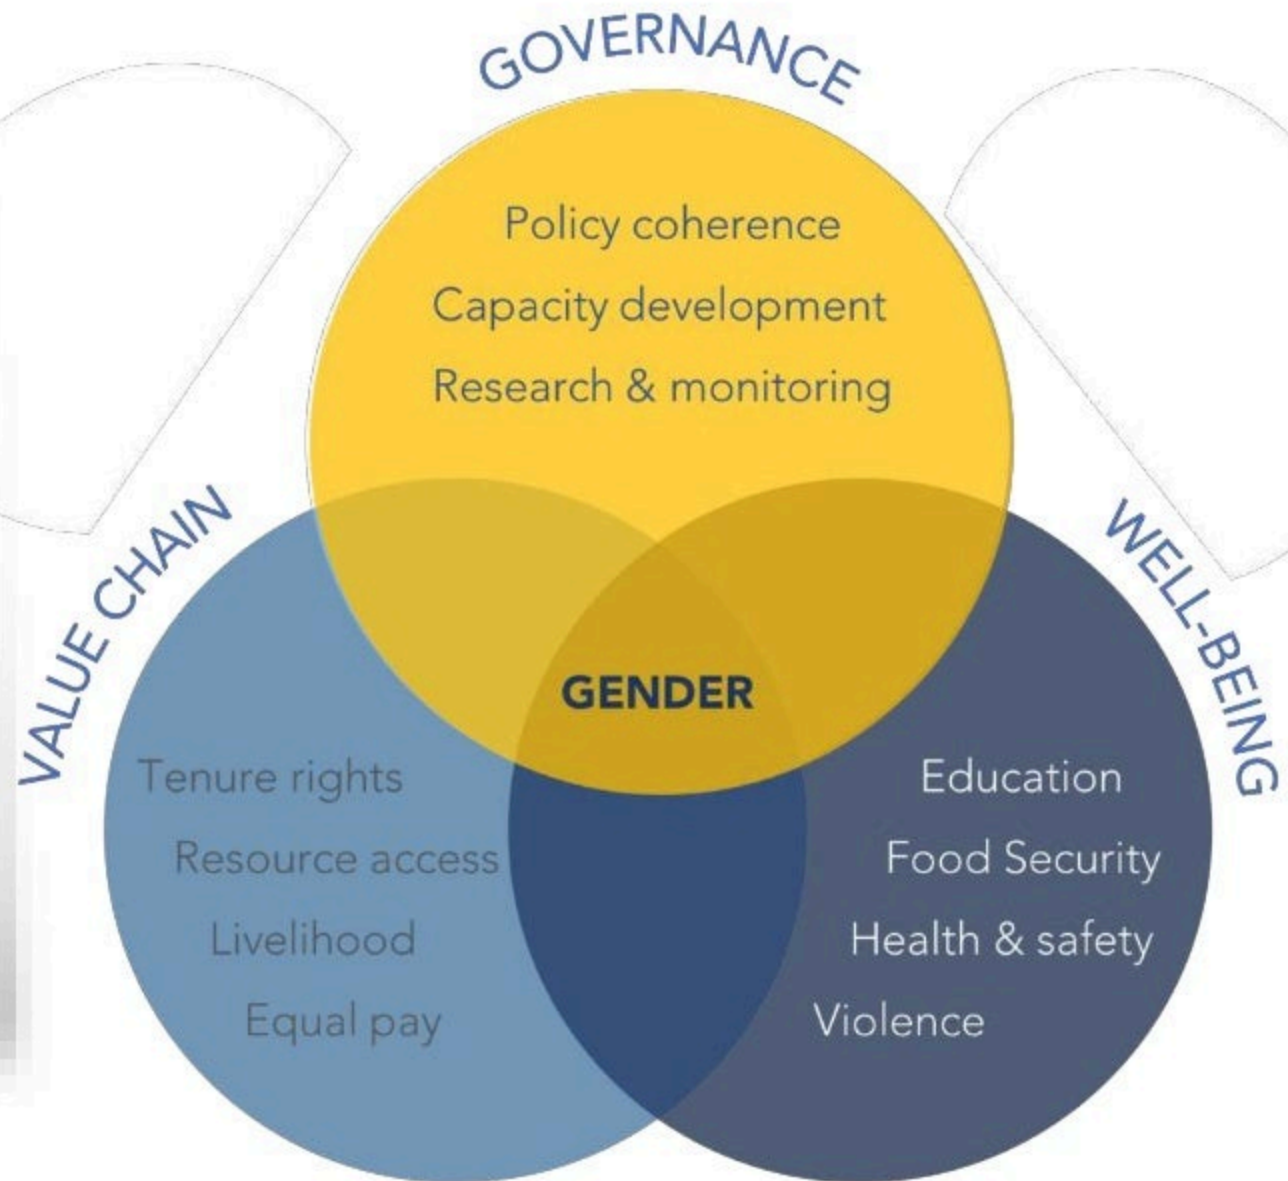 GOVERNANCE
Policy coherence
Capacity development
Research & monitoring
VALUE CHAIN
WELL-BEING
GENDER
Tenure rights
Resource access
Livelihood
Equal pay
Education
Food Security
Health & safety
Violence